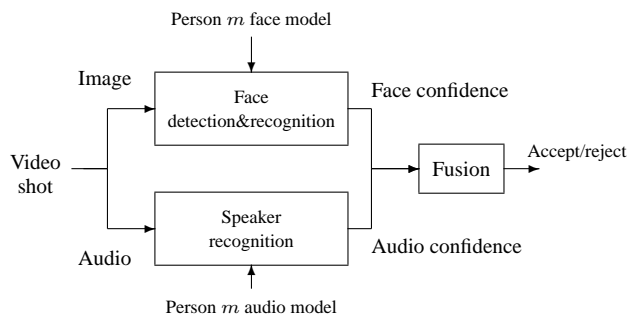 Person m face model
Image
Face
detection&recognition
Face confidence
Video
shot
Fusion
Accept/reject
Speaker
recognition
Audio
Audio confidence
Person m audio model